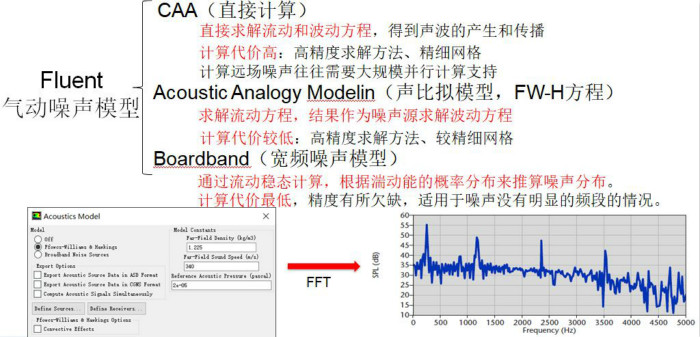 CAA（直接计算）
直接求解流动和波动方程，得到声波的产生和传播
计算代价高：高精度求解方法、精细网格
计算远场噪声往往需要大规模并行计算支持
Fluent
气动噪声模型
Acoustic Analogy Modelin（声比拟模型，FW-H方程）
求解流动方程，结果作为噪声源求解波动方程
计算代价较低：高精度求解方法、较精细网格
Boardband（宽频噪声模型）
通过流动稳态计算，根据湍动能的概率分布来推算噪声分布。
计算代价最低，精度有所欠缺，适用于噪声没有明显的频段的情况。
Acoustics Model
Model
Off
Ffowcs-Williams & Hawkings
Broadband Noise Sources
Export Options
Export Acoustic Source Data in ASD Format
Export Acoustic Source Data in CGNS Format
Compute Acoustic Signals Simultaneously
Define Sources... Define Receivers...
Ffowcs-Williams & Hawkings Options
Convective Effects
Model Constants
Far-Field Density (kg/m3)
1.225
Far-Field Sound Speed (m/s)
340
Reference Acoustic Pressure (pascal)
2e-05
FFT
SPL (dB)
60
55
50
45
40
35
30
25
20
15
10
0 500 1000 1500 2000 2500 3000 3500 4000 4500 5000
Frequency (Hz)